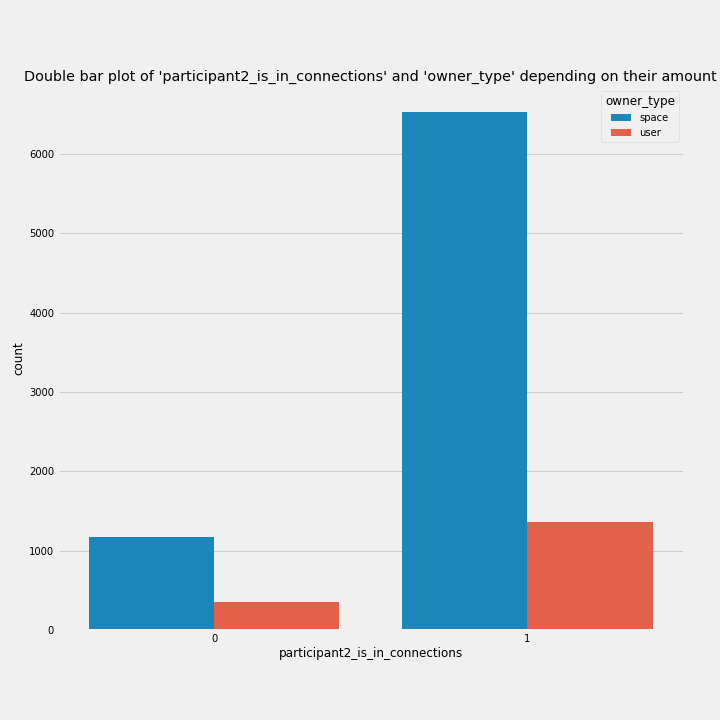 Double bar plot of 'participant2_is_in_connections' and 'owner_type' depending on their amount
owner_type
space
user
6000
5000
4000
3000
2000
1000
0
count
0
1
participant2_is_in_connections